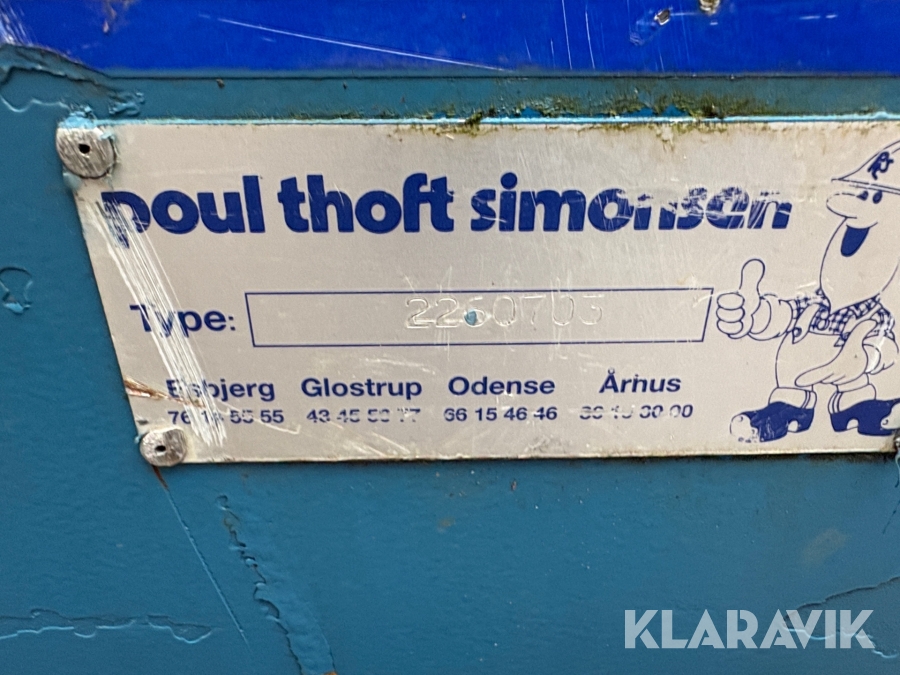 poul thoft simonsen
Type: 2260703
Esbjerg Glostrup Odense Århus
66 15 46 46
KLARAVIK